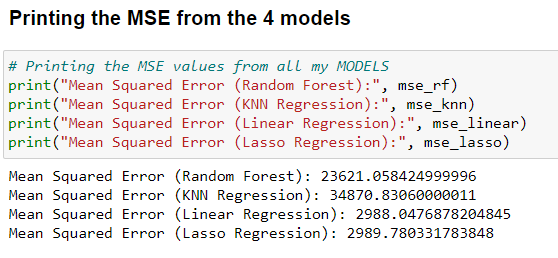 Printing the MSE from the 4 models
# Printing the MSE values from all my MODELS
print("Mean Squared Error (Random Forest):", mse_rf)
print("Mean Squared Error (KNN Regression):", mse_knn)
print("Mean Squared Error (Linear Regression):", mse_linear)
print("Mean Squared Error (Lasso Regression):", mse_lasso)
Mean Squared Error (Random Forest): 23621.058424999996
Mean Squared Error (KNN Regression): 34870.83060000011
Mean Squared Error (Linear Regression): 2988.0476878204845
Mean Squared Error (Lasso Regression): 2989.780331783848